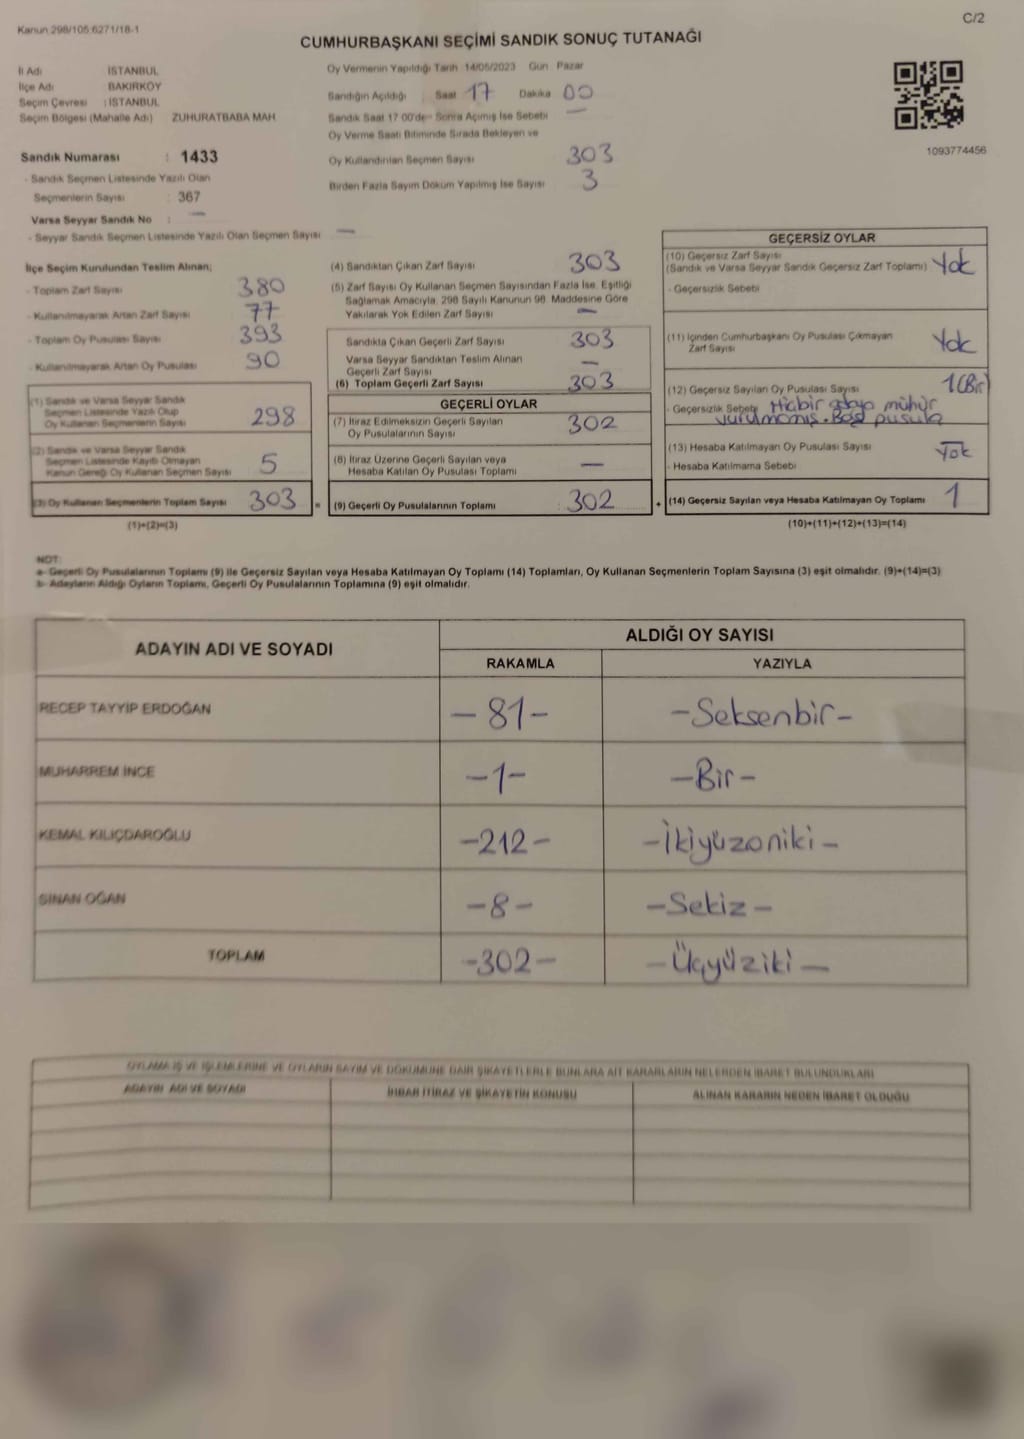 Kanun 298/105 6271/18-1
C/2
CUMHURBAŞKANI SEÇİMİ SANDIK SONUÇ TUTANAĞI
İl Adı İSTANBUL
İlçe Adı BAKIRKÖY
Seçim Çevresi : İSTANBUL
Seçim Bölgesi (Mahalle Adı) ZUHURATBABA MAH.
Sandık Numarası : 1433
- Sandık Seçmen Listesinde Yazılı Olan
Seçmenlerin Sayısı : 367
Varsa Seyyar Sandık No : —
- Seyyar Sandık Seçmen Listesinde Yazılı Olan Seçmen Sayısı —
Oy Vermenin Yapıldığı Tarih 14/05/2023 Gün Pazar
Sandığın Açıldığı Saat 17 Dakika 00
Sandık Saat 17.00'den Sonra Açımış İse Sebebi —
Oy Verme Saati Bitiminde Sırada Bekleyen ve
Oy Kullandırılan Seçmen Sayısı 303
Birden Fazla Sayım Döküm Yapılmış İse Sayısı 3
1093774456
İlçe Seçim Kurulundan Teslim Alınan;
- Toplam Zarf Sayısı 380
- Kullanılmayarak Artan Zarf Sayısı 77
- Toplam Oy Pusulası Sayısı 393
- Kullanılmayarak Artan Oy Pusulası 90
(1) Sandık ve Varsa Seyyar Sandık
Seçmen Listesinde Yazılı Olup
Oy Kullanan Seçmenlerin Sayısı 298
(2) Sandık ve Varsa Seyyar Sandık
Seçmen Listesinde Kayıtlı Olmayan
Kanun Gereği Oy Kullanan Seçmen Sayısı 5
(3) Oy Kullanan Seçmenlerin Toplam Sayısı 303 =
(1)+(2)=(3)
(4) Sandıktan Çıkan Zarf Sayısı 303
(5) Zarf Sayısı Oy Kullanan Seçmen Sayısından Fazla İse, Eşitliği
Sağlamak Amacıyla, 298 Sayılı Kanunun 98. Maddesine Göre
Yakılarak Yok Edilen Zarf Sayısı —
Sandıkta Çıkan Geçerli Zarf Sayısı 303
Varsa Seyyar Sandıktan Teslim Alınan
Geçerli Zarf Sayısı —
(6) Toplam Geçerli Zarf Sayısı 303
GEÇERLİ OYLAR
(7) İtiraz Edilmeksizin Geçerli Sayılan
Oy Pusulalarının Sayısı 302
(8) İtiraz Üzerine Geçerli Sayılan veya
Hesaba Katılan Oy Pusulası Toplamı —
(9) Geçerli Oy Pusulalarının Toplamı : 302 +
GEÇERSİZ OYLAR
(10) Geçersiz Zarf Sayısı
(Sandık ve Varsa Seyyar Sandık Geçersiz Zarf Toplamı) Yok
- Geçersizlik Sebebi
(11) İçinden Cumhurbaşkanı Oy Pusulası Çıkmayan
Zarf Sayısı Yok
(12) Geçersiz Sayılan Oy Pusulası Sayısı 1(Bir)
- Geçersizlik Sebebi Hiçbir adaya mühür
vurulmamış. Boş pusula
(13) Hesaba Katılmayan Oy Pusulası Sayısı Yok
- Hesaba Katılmama Sebebi
(14) Geçersiz Sayılan veya Hesaba Katılmayan Oy Toplamı 1
(10)+(11)+(12)+(13)=(14)
NOT:
a- Geçerli Oy Pusulalarının Toplamı (9) ile Geçersiz Sayılan veya Hesaba Katılmayan Oy Toplamı (14) Toplamları, Oy Kullanan Seçmenlerin Toplam Sayısına (3) eşit olmalıdır. (9)+(14)=(3)
b- Adayların Aldığı Oyların Toplamı, Geçerli Oy Pusulalarının Toplamına (9) eşit olmalıdır.
ADAYIN ADI VE SOYADI
ALDIĞI OY SAYISI
RAKAMLA YAZIYLA
RECEP TAYYİP ERDOĞAN -81- -Seksenbir-
MUHARREM İNCE -1- -Bir-
KEMAL KILIÇDAROĞLU -212- -İkiyüzoniki-
SİNAN OĞAN -8- -Sekiz-
TOPLAM -302- -Üçyüziki-
OYLAMA İŞ VE İŞLEMLERİNE VE OYLARIN SAYIM VE DÖKÜMÜNE DAİR ŞİKAYETLERLE BUNLARA AİT KARARLARIN NELERDEN İBARET BULUNDUKLARI
ADAYIN ADI VE SOYADI İHBAR İTİRAZ VE ŞİKAYETİN KONUSU ALINAN KARARIN NEDEN İBARET OLDUĞU